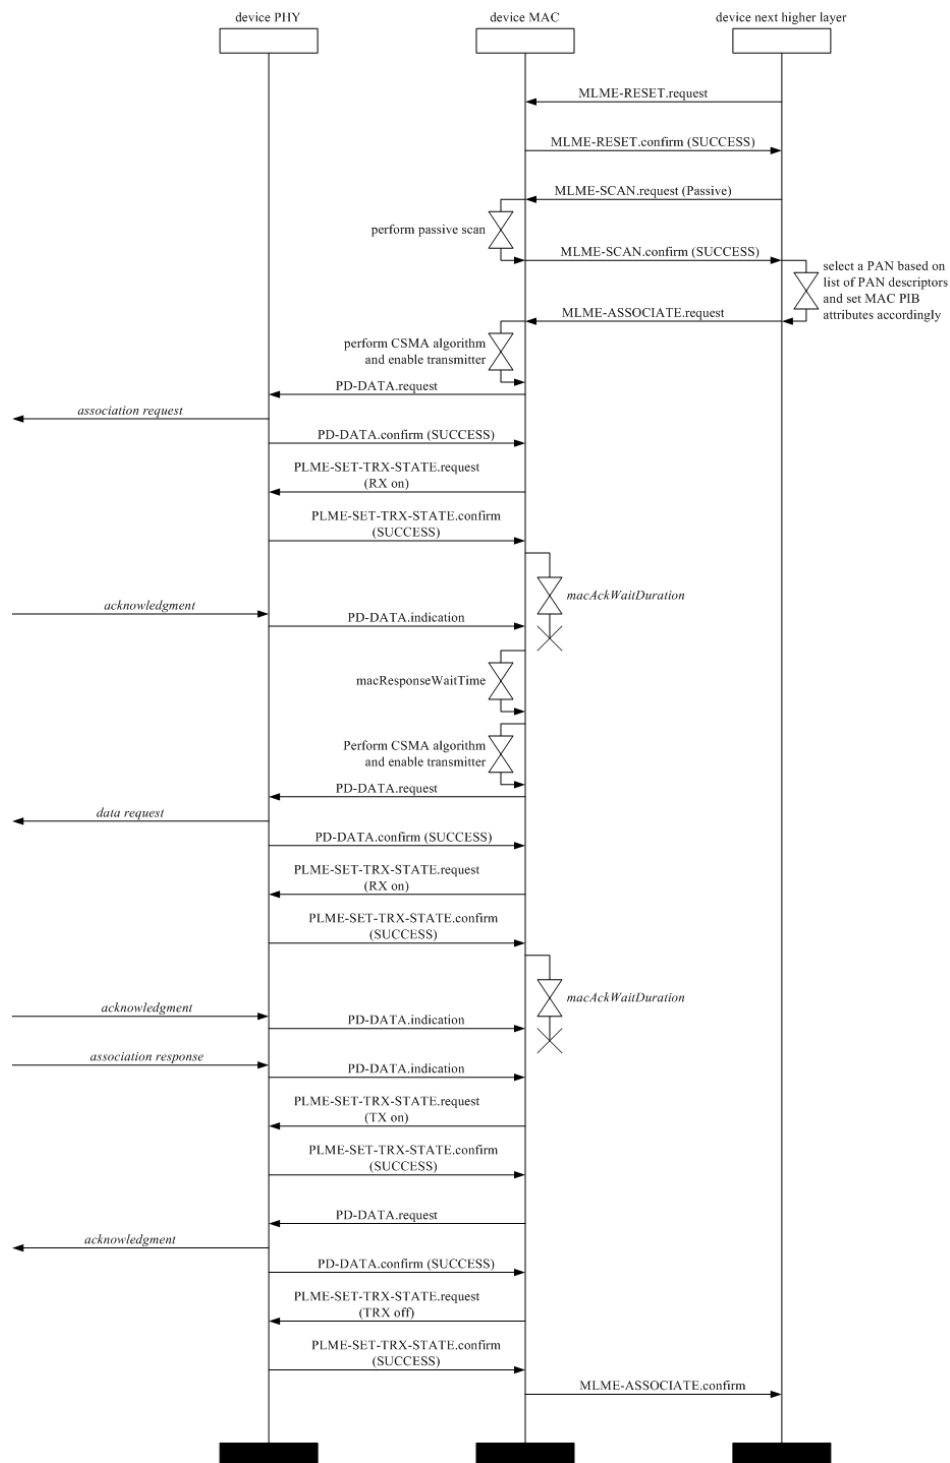 device PHY
device MAC
device next higher layer
MLME-RESET.request
MLME-RESET.confirm (SUCCESS)
MLME-SCAN.request (Passive)
perform passive scan
MLME-SCAN.confirm (SUCCESS)
select a PAN based on
list of PAN descriptors
and set MAC PIB
attributes accordingly
MLME-ASSOCIATE.request
perform CSMA algorithm
and enable transmitter
PD-DATA.request
association request
PD-DATA.confirm (SUCCESS)
PLME-SET-TRX-STATE.request
(RX on)
PLME-SET-TRX-STATE.confirm
(SUCCESS)
macAckWaitDuration
acknowledgment
PD-DATA.indication
macResponseWaitTime
Perform CSMA algorithm
and enable transmitter
PD-DATA.request
data request
PD-DATA.confirm (SUCCESS)
PLME-SET-TRX-STATE.request
(RX on)
PLME-SET-TRX-STATE.confirm
(SUCCESS)
macAckWaitDuration
acknowledgment
PD-DATA.indication
association response
PD-DATA.indication
PLME-SET-TRX-STATE.request
(TX on)
PLME-SET-TRX-STATE.confirm
(SUCCESS)
PD-DATA.request
acknowledgment
PD-DATA.confirm (SUCCESS)
PLME-SET-TRX-STATE.request
(TRX off)
PLME-SET-TRX-STATE.confirm
(SUCCESS)
MLME-ASSOCIATE.confirm